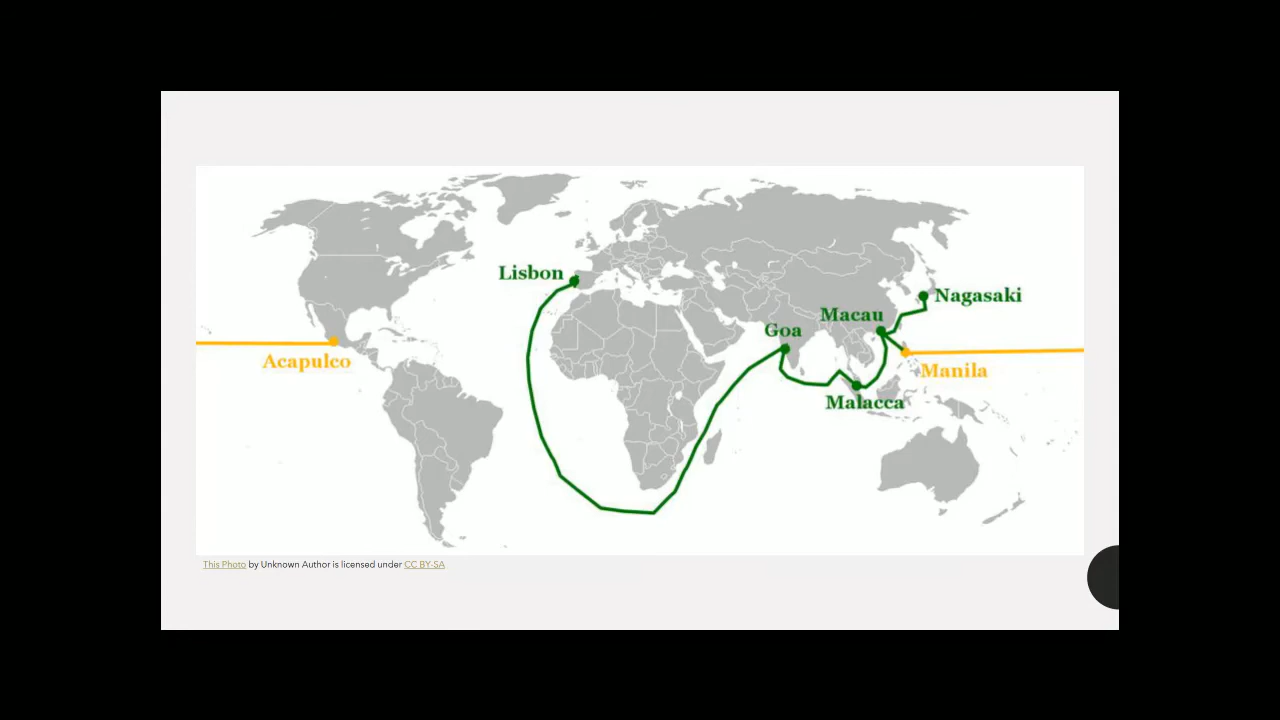 Lisbon
Nagasaki
Macau
Goa
Acapulco
Manila
Malacca
This Photo by Unknown Author is licensed under CC BY-SA